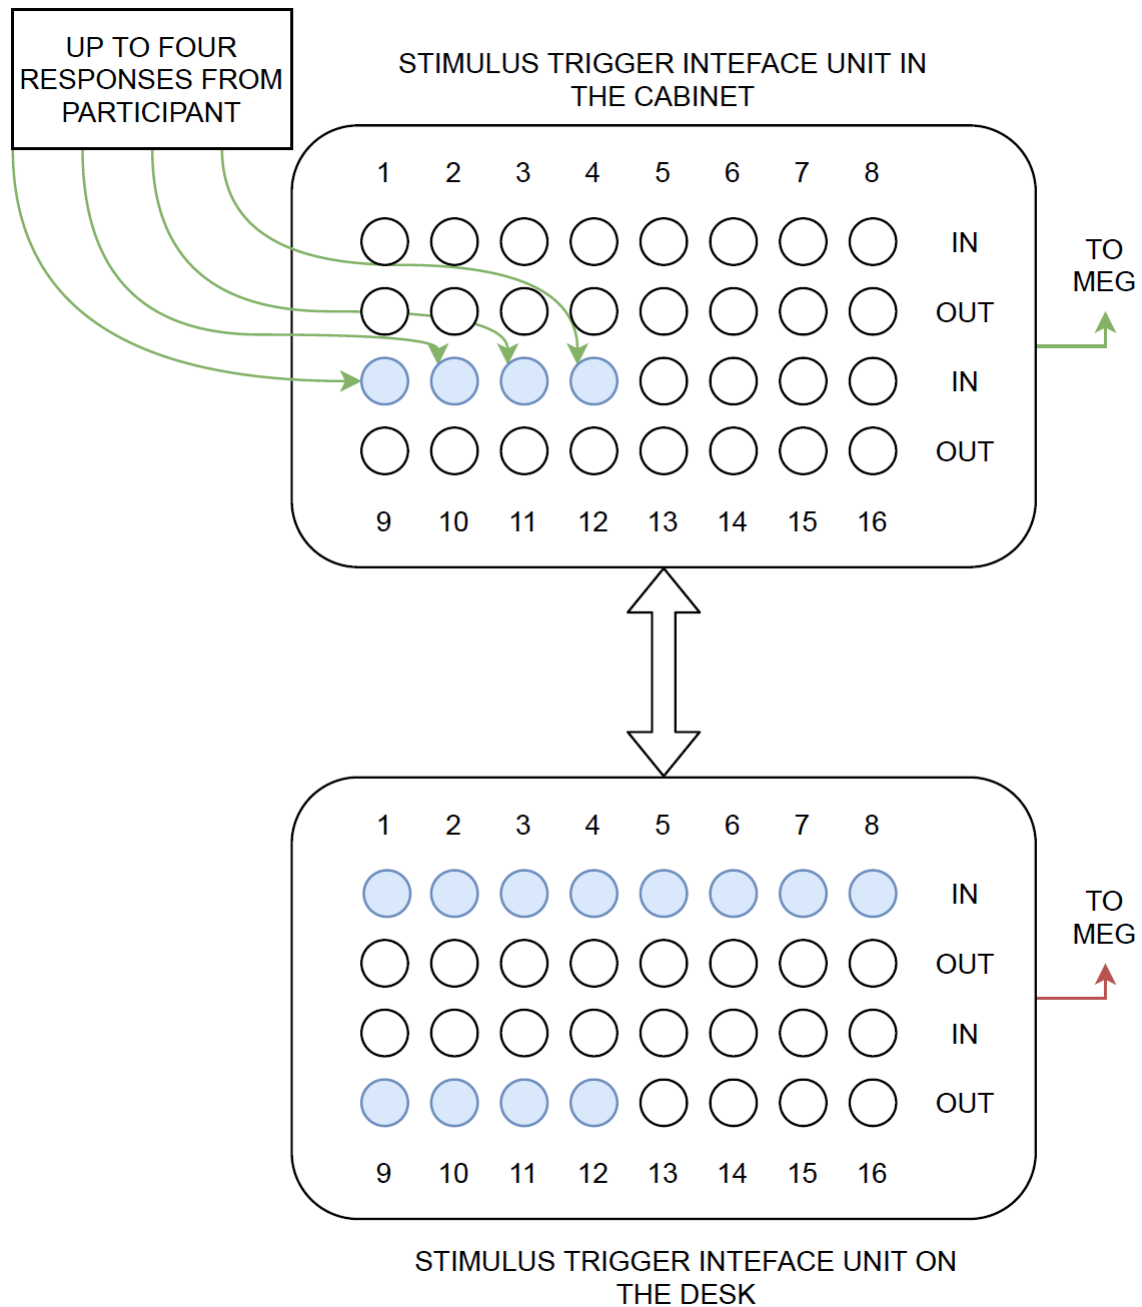 UP TO FOUR
RESPONSES FROM
PARTICIPANT
STIMULUS TRIGGER INTEFACE UNIT IN
THE CABINET
1 2 3 4 5 6 7 8
IN
OUT
IN
OUT
9 10 11 12 13 14 15 16
TO
MEG
1 2 3 4 5 6 7 8
IN
OUT
IN
OUT
9 10 11 12 13 14 15 16
TO
MEG
STIMULUS TRIGGER INTEFACE UNIT ON
THE DESK